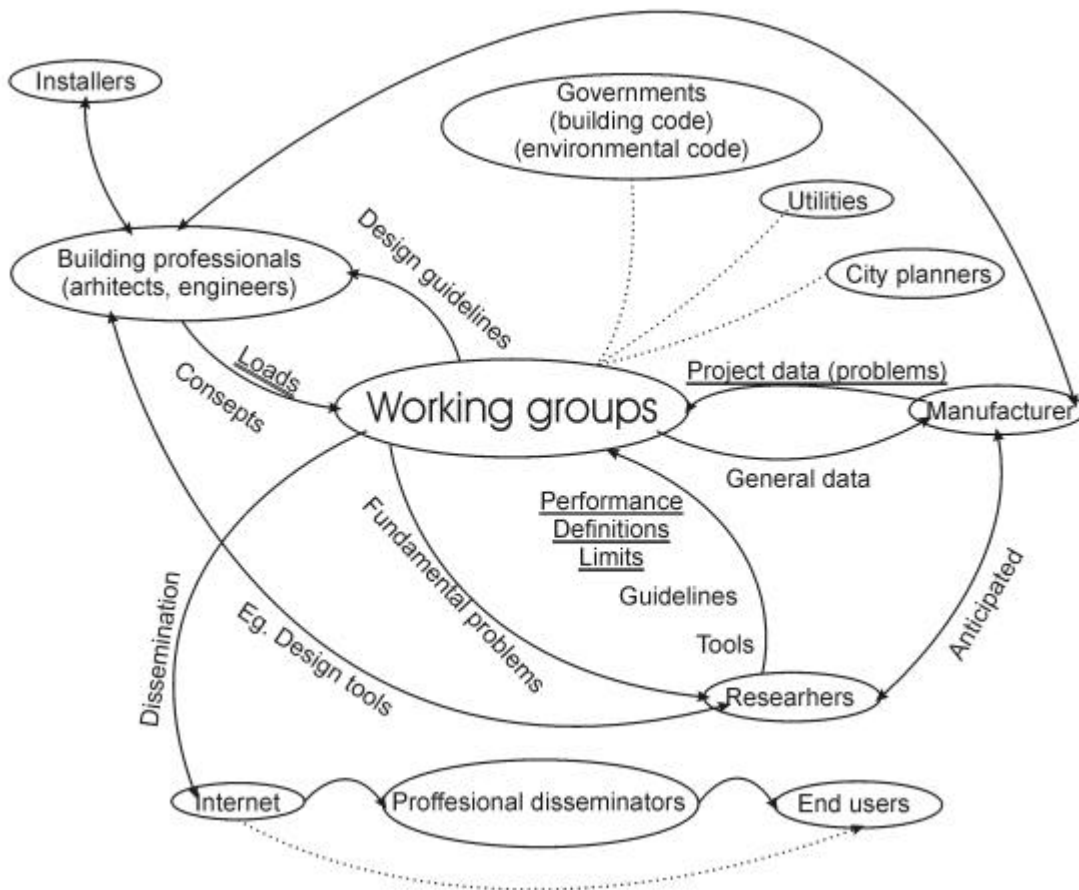 Installers
Governments
(building code)
(environmental code)
Utilities
City planners
Building professionals
(arhitects, engineers)
Design guidelines
Loads
Consepts
Working groups
Project data (problems)
Manufacturer
General data
Performance
Definitions
Limits
Guidelines
Tools
Fundamental problems
Anticipated
Dissemination
Eg. Design tools
Researhers
Internet
Proffesional disseminators
End users